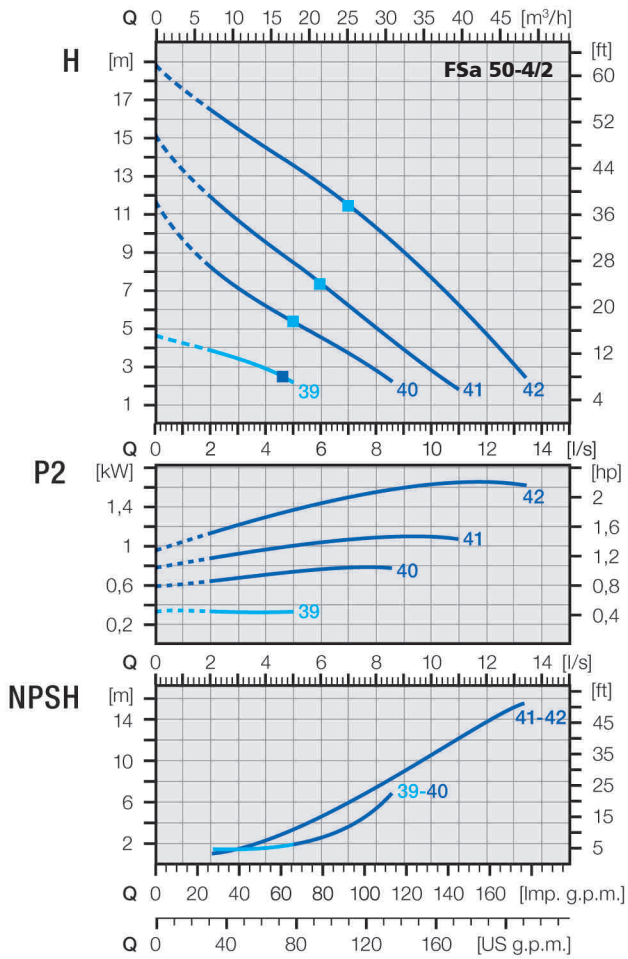 Q 0 5 10 15 20 25 30 35 40 45 [m³/h]
H [m] FSa 50-4/2 [ft]
17 15 13 11 9 7 5 3 1
60 52 44 36 28 20 12 4
39 40 41 42
Q 0 2 4 6 8 10 12 14 [l/s]
P2 [kW] [hp]
1,4 1 0,6 0,2
2 1,6 1,2 0,8 0,4
42
41
40
39
Q 0 2 4 6 8 10 12 14 [l/s]
NPSH [m] [ft]
14 10 6 2
45 35 25 15 5
41-42
39-40
Q 0 20 40 60 80 100 120 140 160 [Imp. g.p.m.]
Q 0 40 80 120 160 [US g.p.m.]